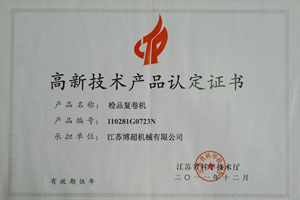 高新技术产品认定证书
产品名称：检品复卷机
产品编号：110281G0723N
承担单位：江苏博超机械有限公司
江苏省科学技术厅
二〇一一年十二月
有效期伍年